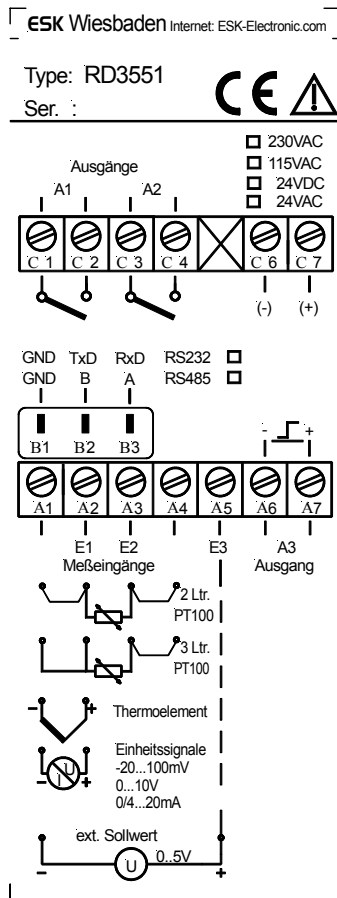 ESK Wiesbaden Internet: ESK-Electronic.com
Type: RD3551
Ser. :
CE
230VAC
115VAC
24VDC
24VAC
Ausgänge
A1 A2
C 1 C 2 C 3 C 4 C 6 C 7
(-) (+)
GND TxD RxD RS232
GND B A RS485
B1 B2 B3
- +
A1 A2 A3 A4 A5 A6 A7
E1 E2 E3 A3
Meßeingänge Ausgang
2 Ltr.
PT100
3 Ltr.
PT100
- + Thermoelement
Einheitssignale
-20...100mV
0...10V
0/4...20mA
- U I +
ext. Sollwert
U 0..5V
- +